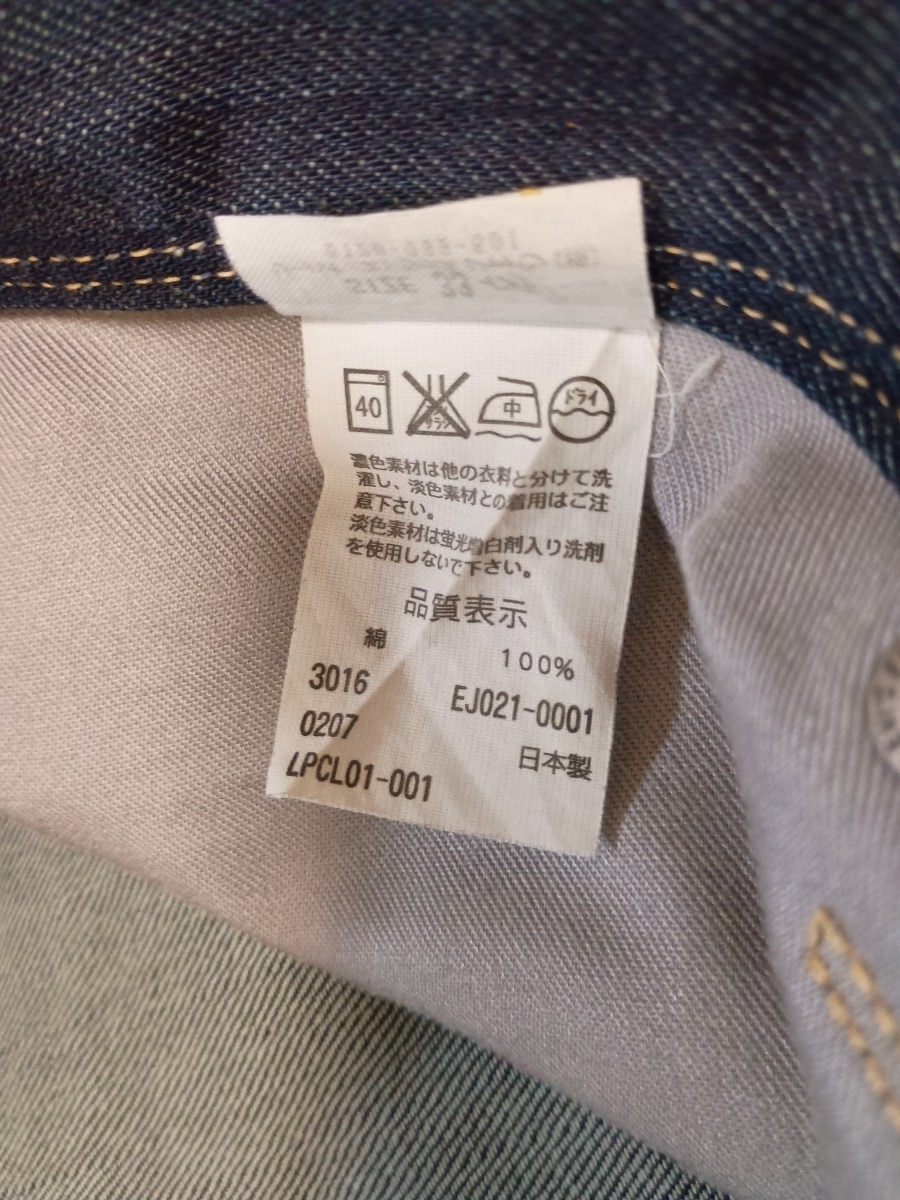 40
中
ドライ
濃色素材は他の衣料と分けて洗
濯し、淡色素材との着用はご注
意下さい。
淡色素材は蛍光増白剤入り洗剤
を使用しないで下さい。
品質表示
綿 100%
3016 EJ021-0001
0207 日本製
LPCL01-001